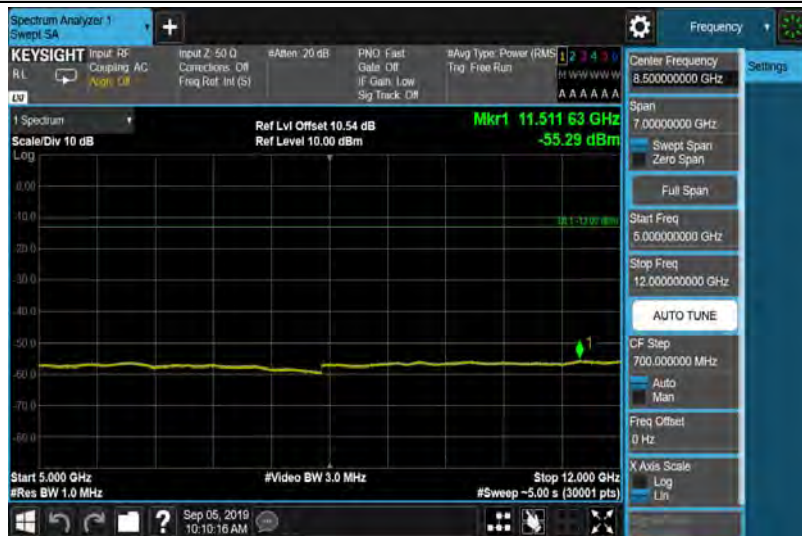 Spectrum Analyzer 1
Swept SA
+
Frequency
KEYSIGHT Input: RF
RL
Coupling: AC
Align: Off
Input Z: 50 Ω
Corrections: Off
Freq Ref: Int (S)
#Atten: 20 dB
PNO: Fast
Gate: Off
IF Gain: Low
Sig Track: Off
#Avg Type: Power (RMS
Trig: Free Run
1 2 3 4 5 6
M W W W W W
A A A A A A
LXI
1 Spectrum
Scale/Div 10 dB
Log
Ref Lvl Offset 10.54 dB
Ref Level 10.00 dBm
Mkr1 11.511 63 GHz
-55.29 dBm
0.00
-10.0
DL1 -13.00 dBm
-20.0
-30.0
-40.0
-50.0
1
-60.0
-70.0
-80.0
Start 5.000 GHz
#Res BW 1.0 MHz
#Video BW 3.0 MHz
Stop 12.000 GHz
#Sweep ~5.00 s (30001 pts)
Center Frequency
8.500000000 GHz
Settings
Span
7.00000000 GHz
Swept Span
Zero Span
Full Span
Start Freq
5.000000000 GHz
Stop Freq
12.000000000 GHz
AUTO TUNE
CF Step
700.000000 MHz
Auto
Man
Freq Offset
0 Hz
X Axis Scale
Log
Lin
?
Sep 05, 2019
10:10:16 AM